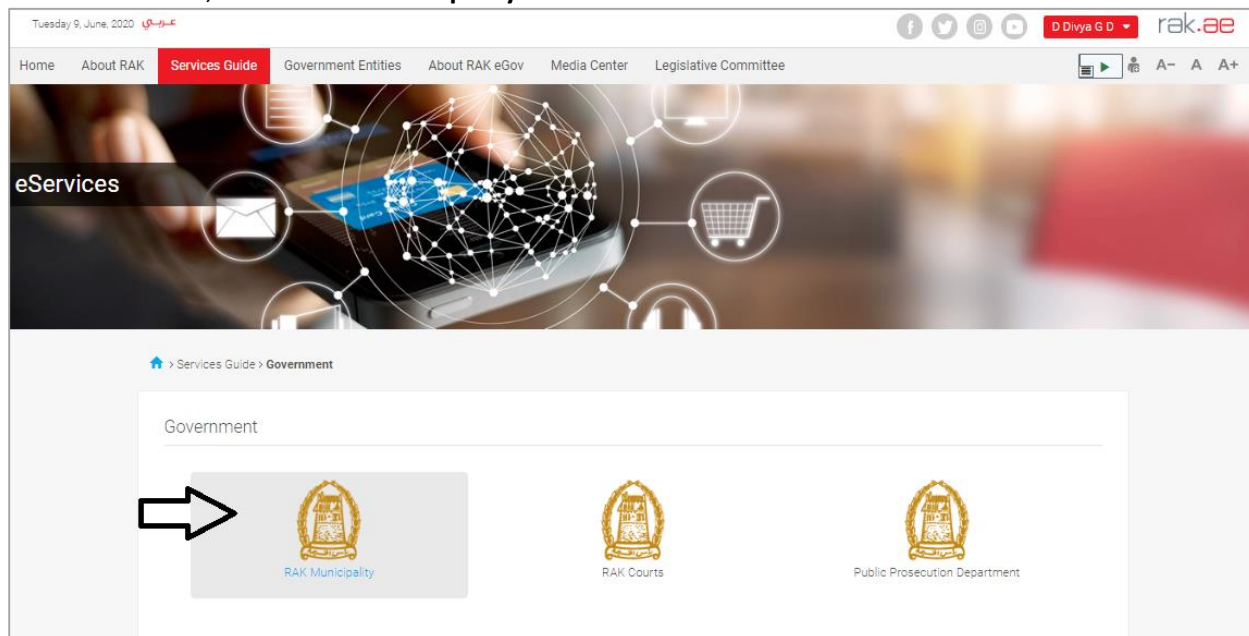 Tuesday 9, June, 2020 عربي
D Divya G D
rak.ae
Home About RAK Services Guide Government Entities About RAK eGov Media Center Legislative Committee A- A A+
eServices
> Services Guide > Government
Government
RAK Municipality RAK Courts Public Prosecution Department